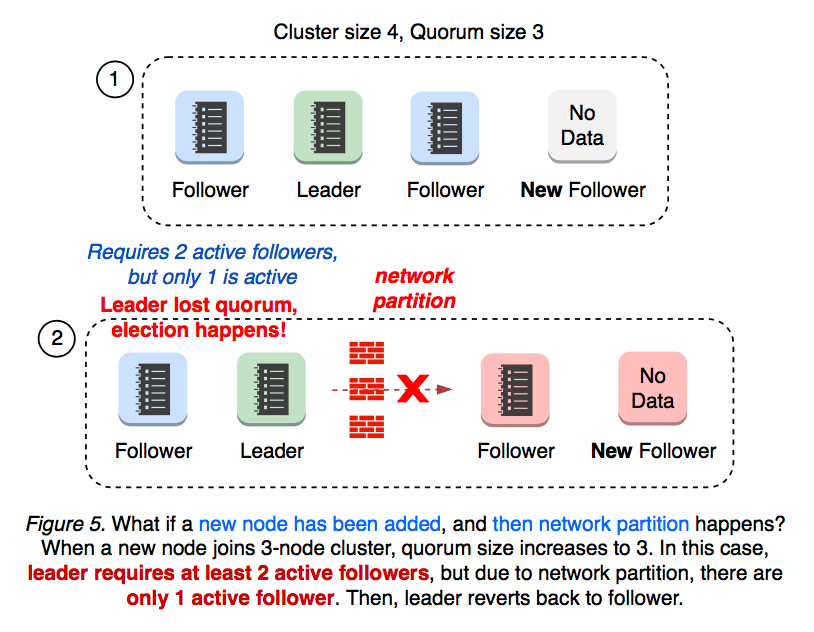 Cluster size 4, Quorum size 3
1
No
Data
Follower
Leader
Follower
New Follower
Requires 2 active followers,
but only 1 is active
network
partition
Leader lost quorum,
election happens!
2
No
Data
Follower
Leader
Follower
New Follower
Figure 5. What if a new node has been added, and then network partition happens?
When a new node joins 3-node cluster, quorum size increases to 3. In this case,
leader requires at least 2 active followers, but due to network partition, there are
only 1 active follower. Then, leader reverts back to follower.